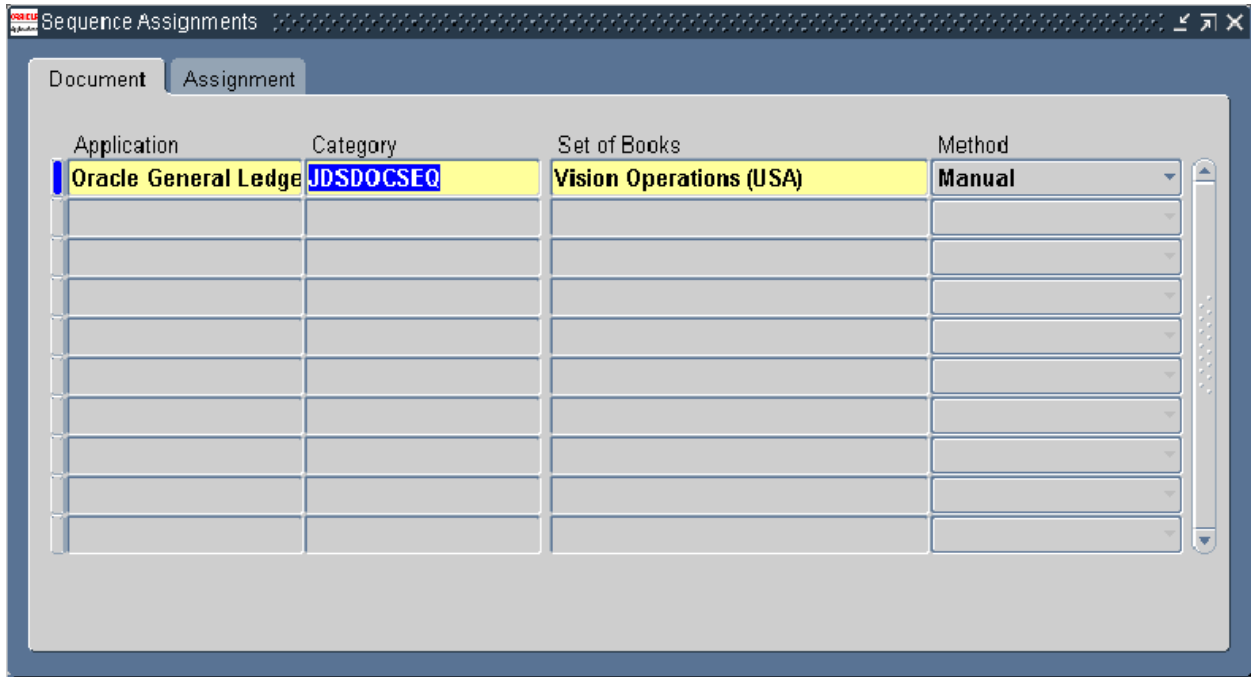 Sequence Assignments
Document Assignment
Application Category Set of Books Method
Oracle General Ledge JDSDOCSEQ Vision Operations (USA) Manual